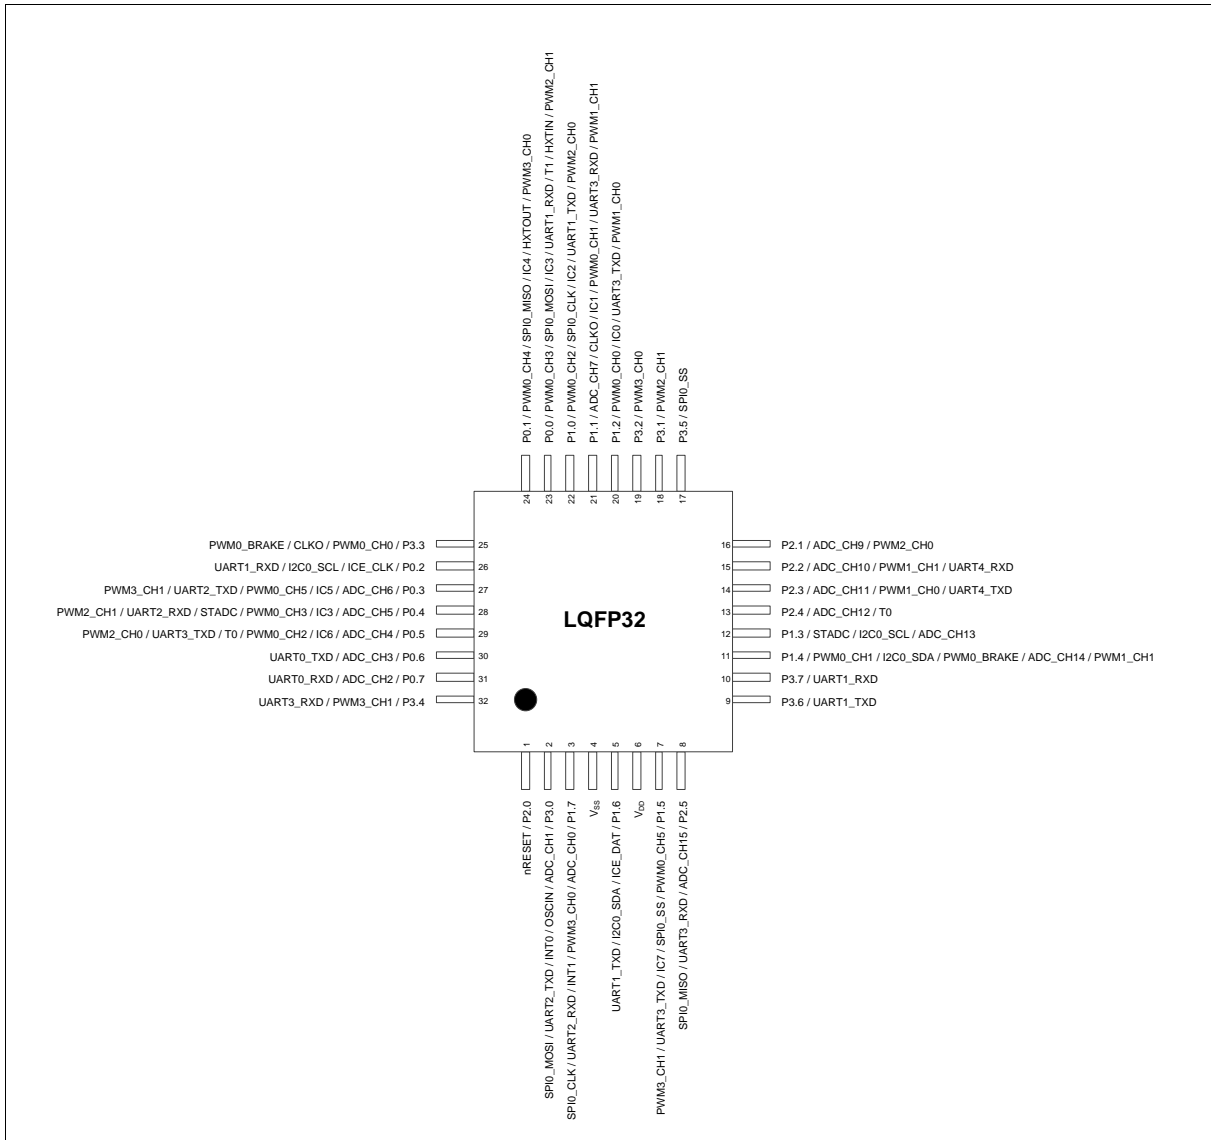 P0.1 / PWM0_CH4 / SPI0_MISO / IC4 / HXTOUT / PWM3_CH0
P0.0 / PWM0_CH3 / SPI0_MOSI / IC3 / UART1_RXD / T1 / HXTIN / PWM2_CH1
P1.0 / PWM0_CH2 / SPI0_CLK / IC2 / UART1_TXD / PWM2_CH0
P1.1 / ADC_CH7 / CLKO / IC1 / PWM0_CH1 / UART3_RXD / PWM1_CH1
P1.2 / PWM0_CH0 / IC0 / UART3_TXD / PWM1_CH0
P3.2 / PWM3_CH0
P3.1 / PWM2_CH1
P3.5 / SPI0_SS
24 23 22 21 20 19 18 17
PWM0_BRAKE / CLKO / PWM0_CH0 / P3.3 25
UART1_RXD / I2C0_SCL / ICE_CLK / P0.2 26
PWM3_CH1 / UART2_TXD / PWM0_CH5 / IC5 / ADC_CH6 / P0.3 27
PWM2_CH1 / UART2_RXD / STADC / PWM0_CH3 / IC3 / ADC_CH5 / P0.4 28
PWM2_CH0 / UART3_TXD / T0 / PWM0_CH2 / IC6 / ADC_CH4 / P0.5 29
UART0_TXD / ADC_CH3 / P0.6 30
UART0_RXD / ADC_CH2 / P0.7 31
UART3_RXD / PWM3_CH1 / P3.4 32
LQFP32
16 P2.1 / ADC_CH9 / PWM2_CH0
15 P2.2 / ADC_CH10 / PWM1_CH1 / UART4_RXD
14 P2.3 / ADC_CH11 / PWM1_CH0 / UART4_TXD
13 P2.4 / ADC_CH12 / T0
12 P1.3 / STADC / I2C0_SCL / ADC_CH13
11 P1.4 / PWM0_CH1 / I2C0_SDA / PWM0_BRAKE / ADC_CH14 / PWM1_CH1
10 P3.7 / UART1_RXD
9 P3.6 / UART1_TXD
1 2 3 4 5 6 7 8
nRESET / P2.0
SPI0_MOSI / UART2_TXD / INT0 / OSCIN / ADC_CH1 / P3.0
SPI0_CLK / UART2_RXD / INT1 / PWM3_CH0 / ADC_CH0 / P1.7
VSS
UART1_TXD / I2C0_SDA / ICE_DAT / P1.6
VDD
PWM3_CH1 / UART3_TXD / IC7 / SPI0_SS / PWM0_CH5 / P1.5
SPI0_MISO / UART3_RXD / ADC_CH15 / P2.5